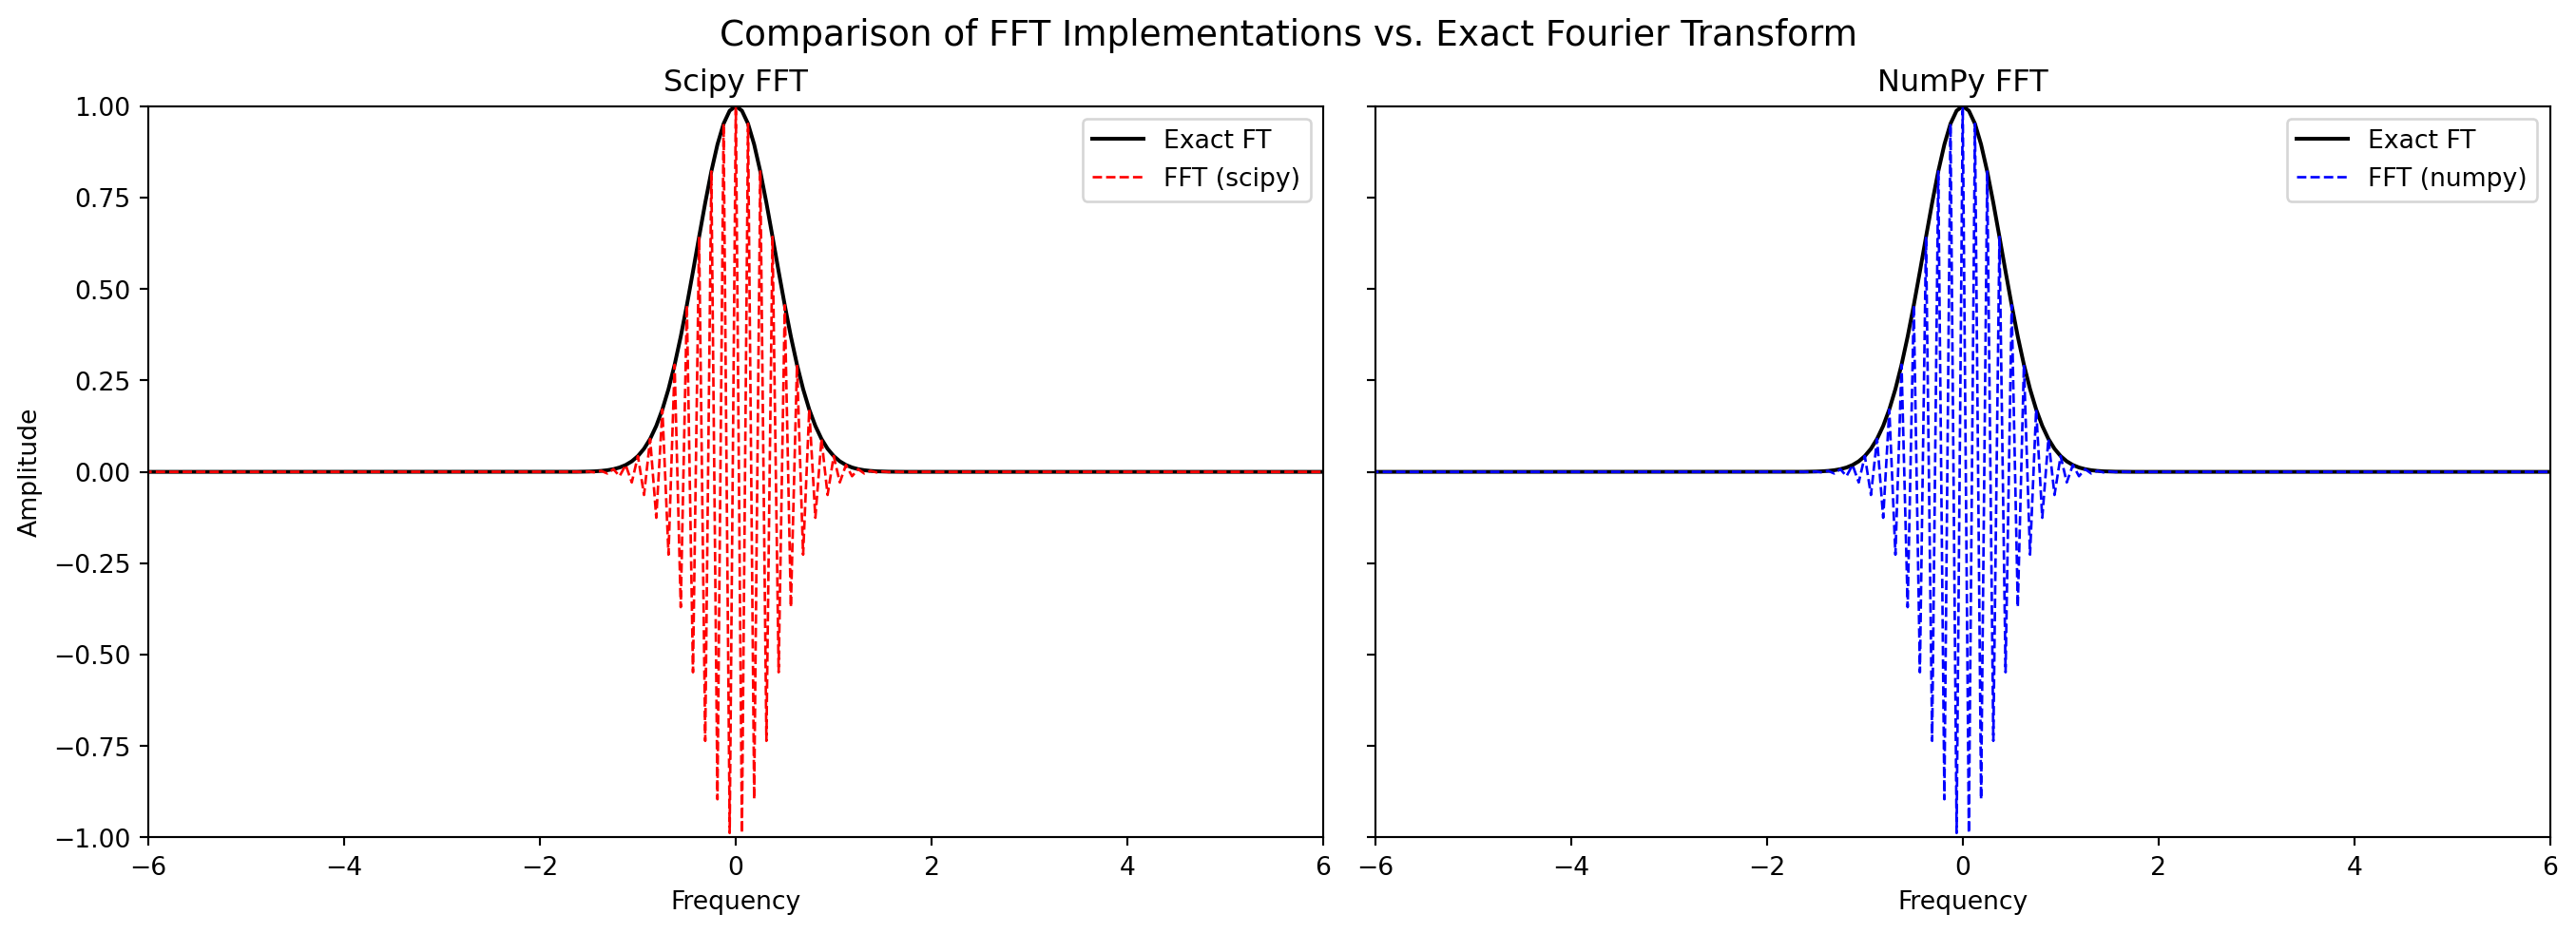 Comparison of FFT Implementations vs. Exact Fourier Transform
Scipy FFT
Exact FT
FFT (scipy)
Amplitude
1.00
0.75
0.50
0.25
0.00
−0.25
−0.50
−0.75
−1.00
−6 −4 −2 0 2 4 6
Frequency
NumPy FFT
Exact FT
FFT (numpy)
−6 −4 −2 0 2 4 6
Frequency